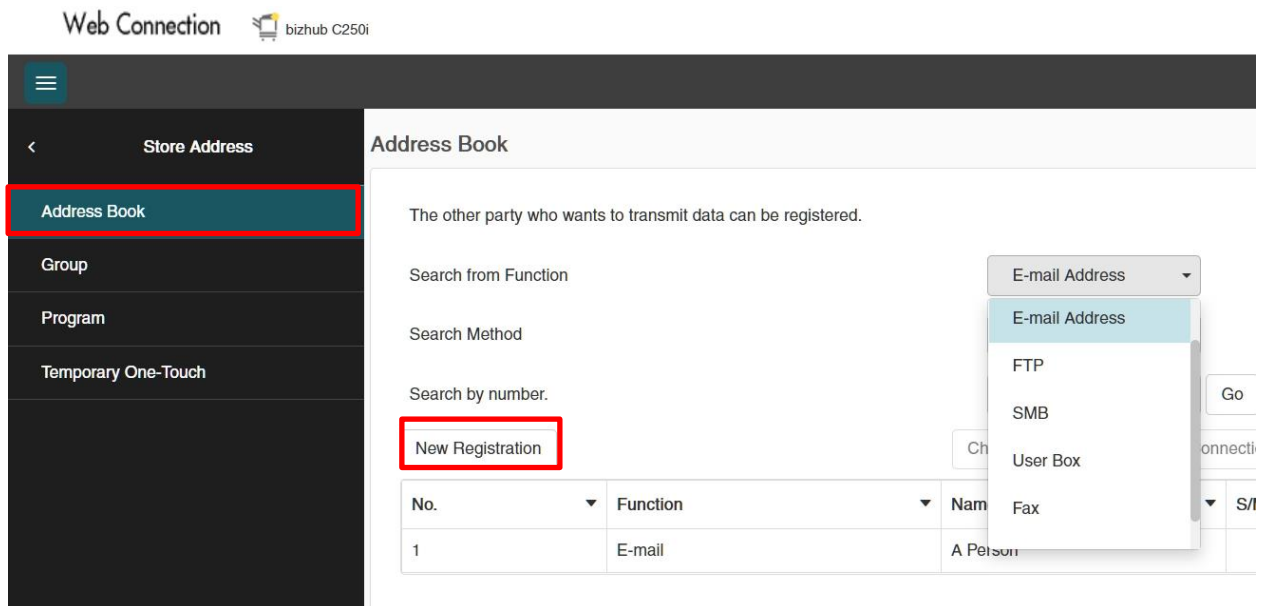 Web Connection bizhub C250i
Store Address
Address Book
Group
Program
Temporary One-Touch
Address Book
The other party who wants to transmit data can be registered.
Search from Function E-mail Address
Search Method
Search by number. Go
E-mail Address
FTP
SMB
User Box
Fax
New Registration
No. Function
1 E-mail A Person